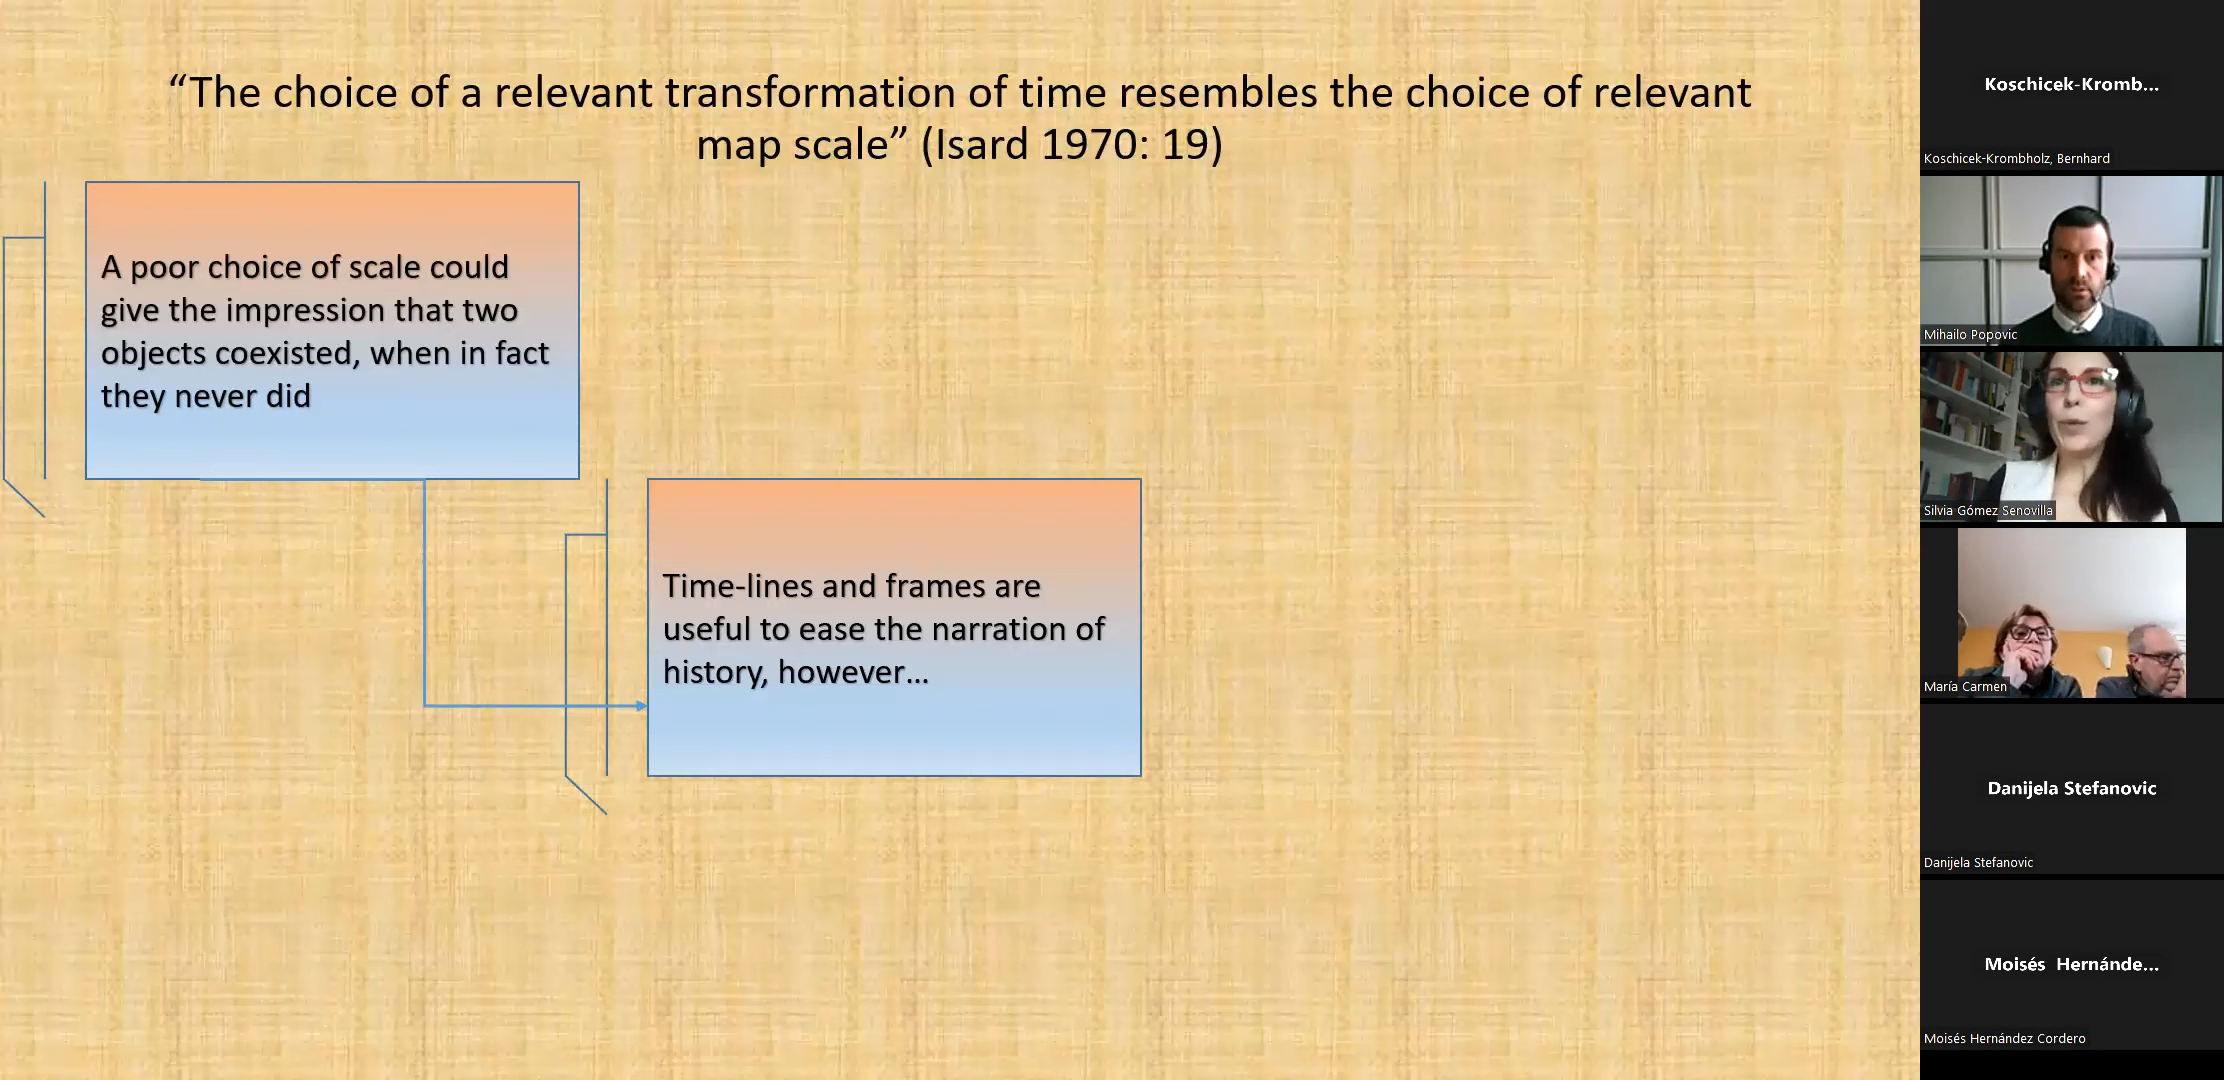 “The choice of a relevant transformation of time resembles the choice of relevant
map scale” (Isard 1970: 19)
A poor choice of scale could
give the impression that two
objects coexisted, when in fact
they never did
Time-lines and frames are
useful to ease the narration of
history, however...
Koschicek-Kromb...
Koschicek-Krombholz, Bernhard
Mihailo Popovic
Silvia Gómez Senovilla
María Carmen
Danijela Stefanovic
Danijela Stefanovic
Moisés Hernánde...
Moisés Hernández Cordero